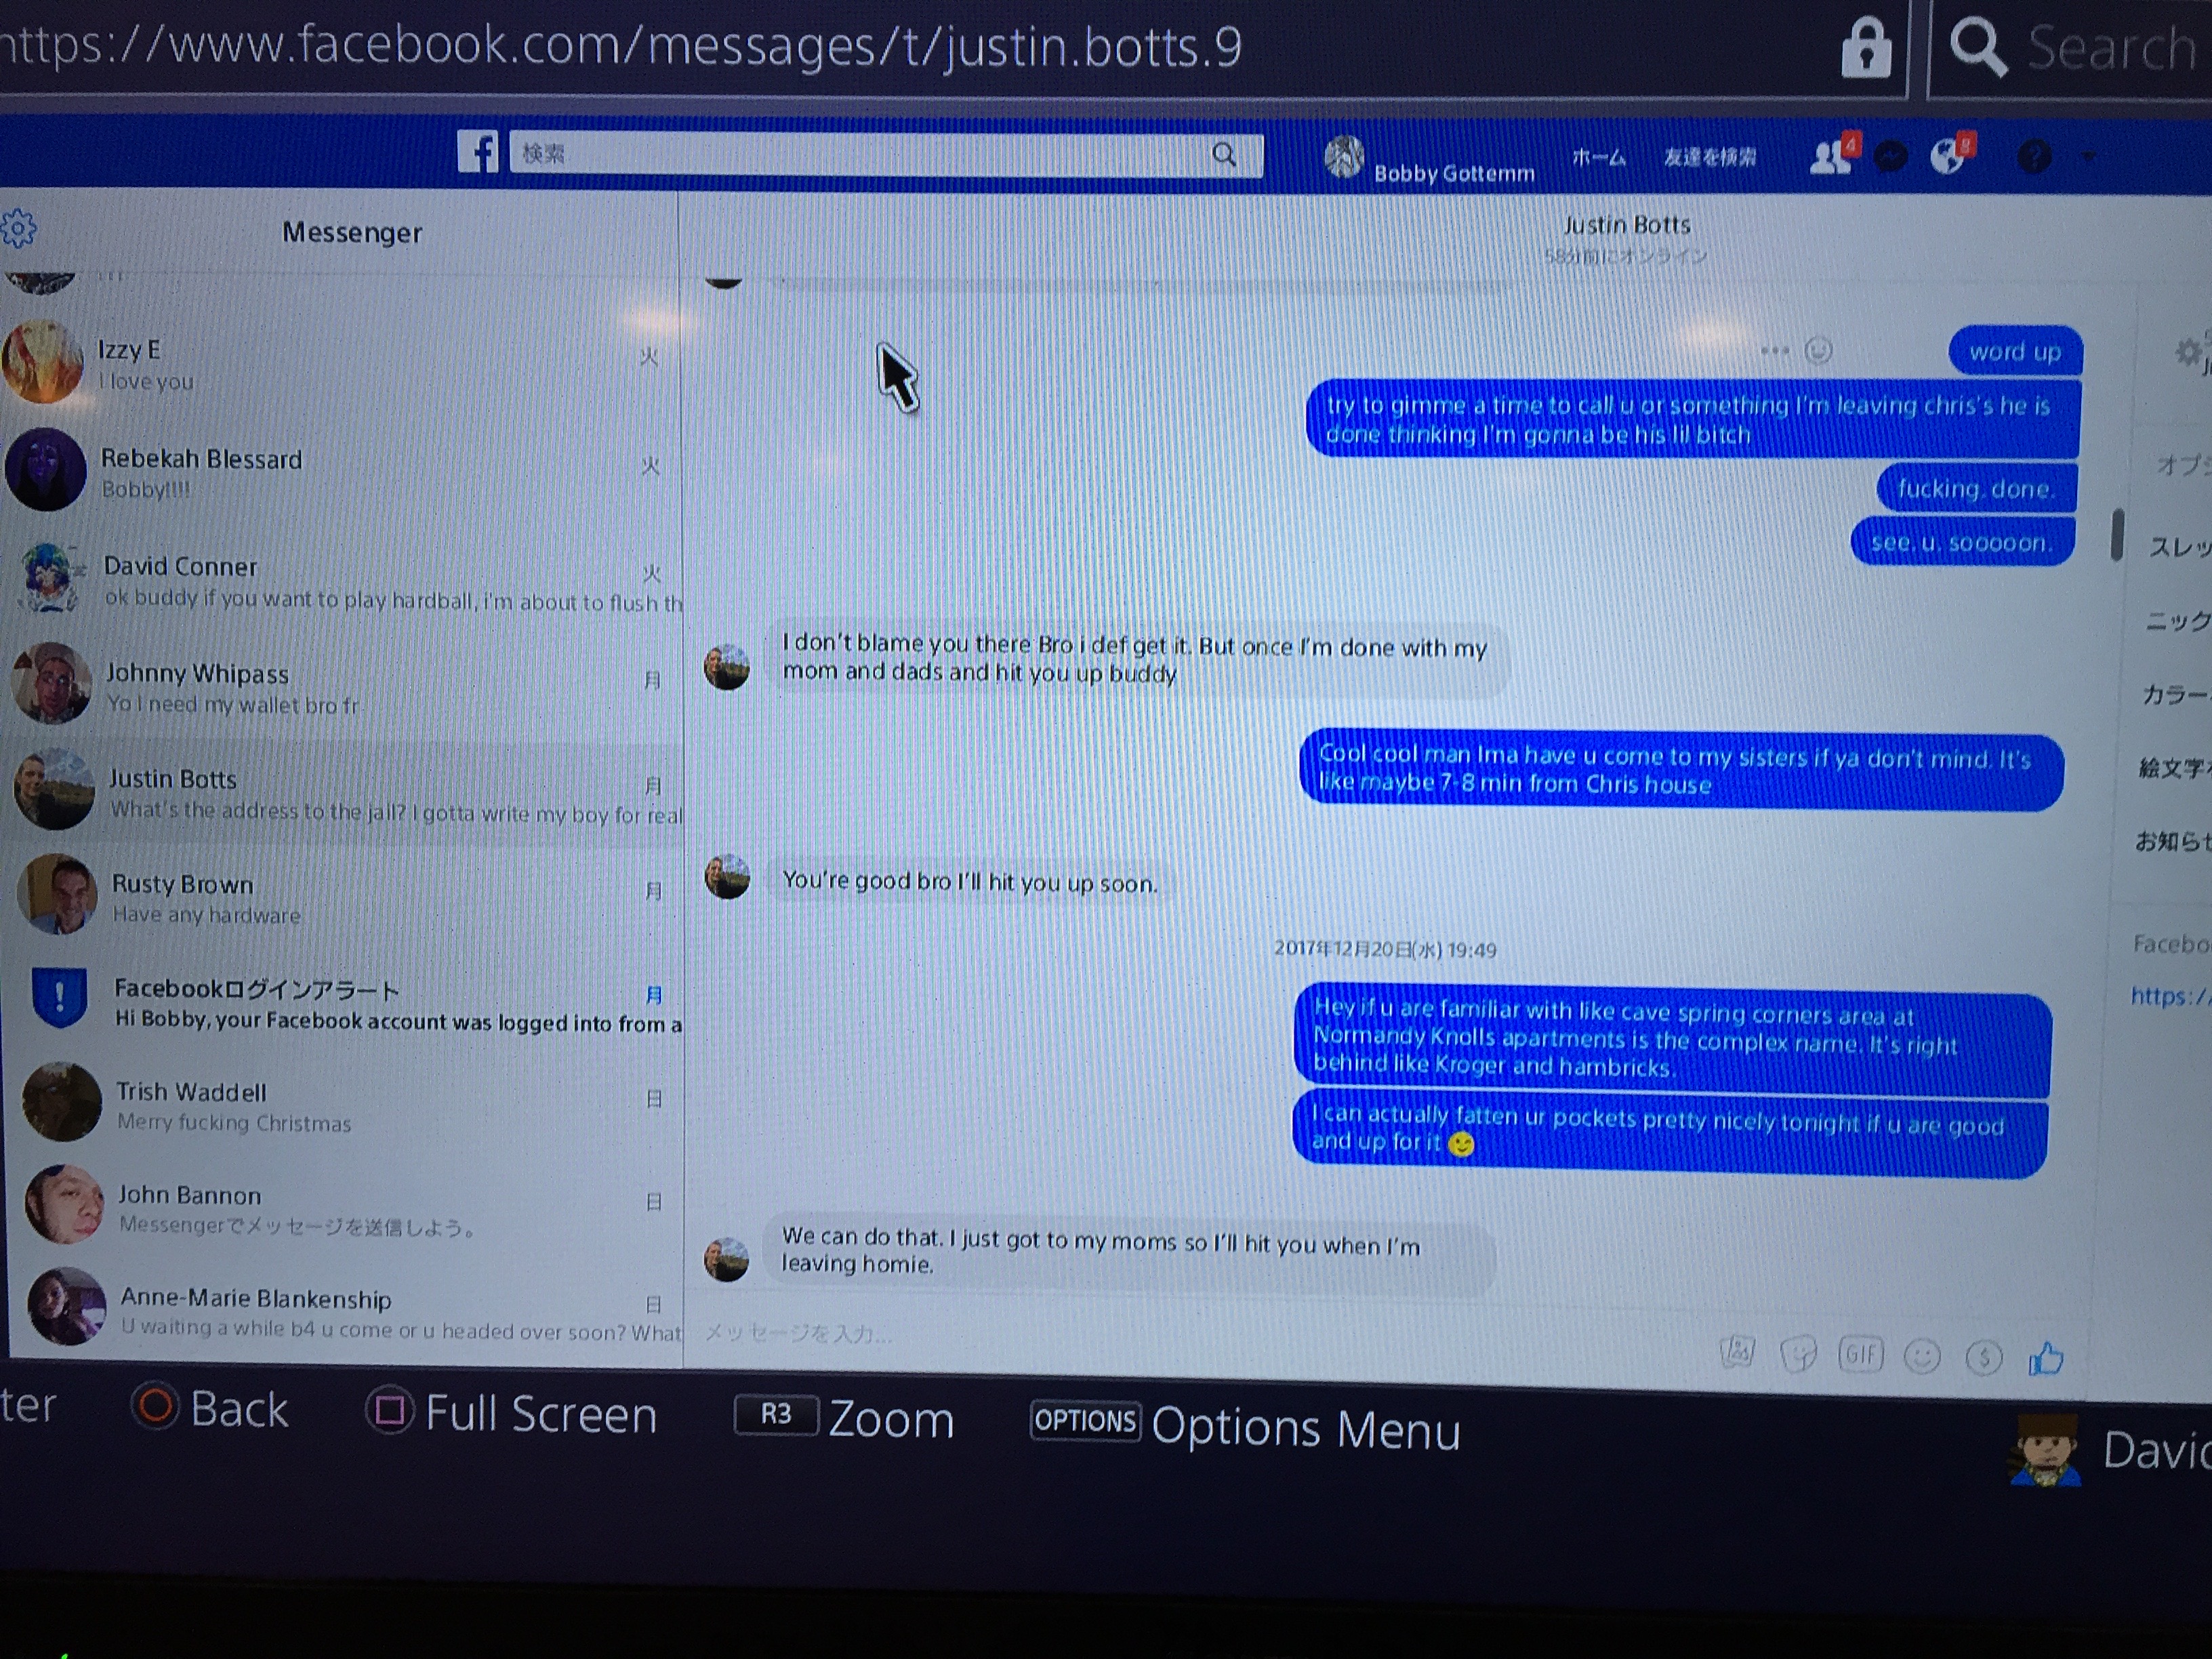 https://www.facebook.com/messages/t/justin.botts.9
Search
検索
Bobby Gottemm
ホーム
友達を検索
4
8
?
Messenger
Izzy E
火
I love you
Rebekah Blessard
火
Bobby!!!!
David Conner
火
ok buddy if you want to play hardball, i'm about to flush th
Johnny Whipass
月
Yo I need my wallet bro fr
Justin Botts
月
What's the address to the jail? I gotta write my boy for real
Rusty Brown
月
Have any hardware
Facebookログインアラート
月
Hi Bobby, your Facebook account was logged into from a
Trish Waddell
日
Merry fucking Christmas
John Bannon
日
Messengerでメッセージを送信しよう。
Anne-Marie Blankenship
日
U waiting a while b4 u come or u headed over soon? What
Justin Botts
58分前にオンライン
word up
try to gimme a time to call u or something I'm leaving chris's he is
done thinking I'm gonna be his lil bitch
fucking. done.
see. u. sooooon.
I don't blame you there Bro i def get it. But once I'm done with my
mom and dads and hit you up buddy
Cool cool man Ima have u come to my sisters if ya don't mind. It's
like maybe 7-8 min from Chris house
You're good bro I'll hit you up soon.
2017年12月20日(水) 19:49
Hey if u are familiar with like cave spring corners area at
Normandy Knolls apartments is the complex name. It's right
behind like Kroger and hambricks.
I can actually fatten ur pockets pretty nicely tonight if u are good
and up for it
We can do that. I just got to my moms so I'll hit you when I'm
leaving homie.
メッセージを入力...
GIF
$
オプシ
スレッ
ニック
カラー
絵文字
お知らせ
Facebo
https://
ter
Back
Full Screen
R3 Zoom
OPTIONS Options Menu
Davi